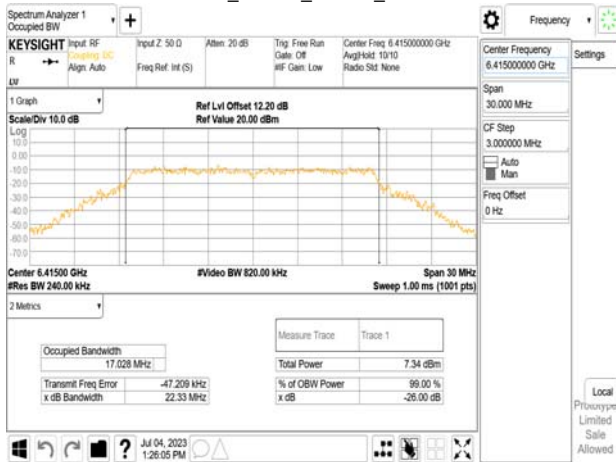 Spectrum Analyzer 1
Occupied BW
+
Frequency
KEYSIGHT
R
Input: RF
Coupling: DC
Align: Auto
Input Z: 50 Ω
Freq Ref: Int (S)
Atten: 20 dB
Trig: Free Run
Gate: Off
#IF Gain: Low
Center Freq: 6.415000000 GHz
Avg|Hold: 10/10
Radio Std: None
Center Frequency
6.415000000 GHz
Settings
Span
30.000 MHz
CF Step
3.000000 MHz
Auto
Man
Freq Offset
0 Hz
1 Graph
Scale/Div 10.0 dB
Ref Lvl Offset 12.20 dB
Ref Value 20.00 dBm
Log
10.0
0.00
-10.0
-20.0
-30.0
-40.0
-50.0
-60.0
-70.0
Center 6.41500 GHz
#Res BW 240.00 kHz
#Video BW 820.00 kHz
Span 30 MHz
Sweep 1.00 ms (1001 pts)
2 Metrics
Measure Trace Trace 1
Occupied Bandwidth
17.028 MHz
Total Power 7.34 dBm
Transmit Freq Error -47.209 kHz
% of OBW Power 99.00 %
x dB Bandwidth 22.33 MHz
x dB -26.00 dB
Local
Prototype
Limited
Sale
Allowed
?
Jul 04, 2023
1:26:05 PM